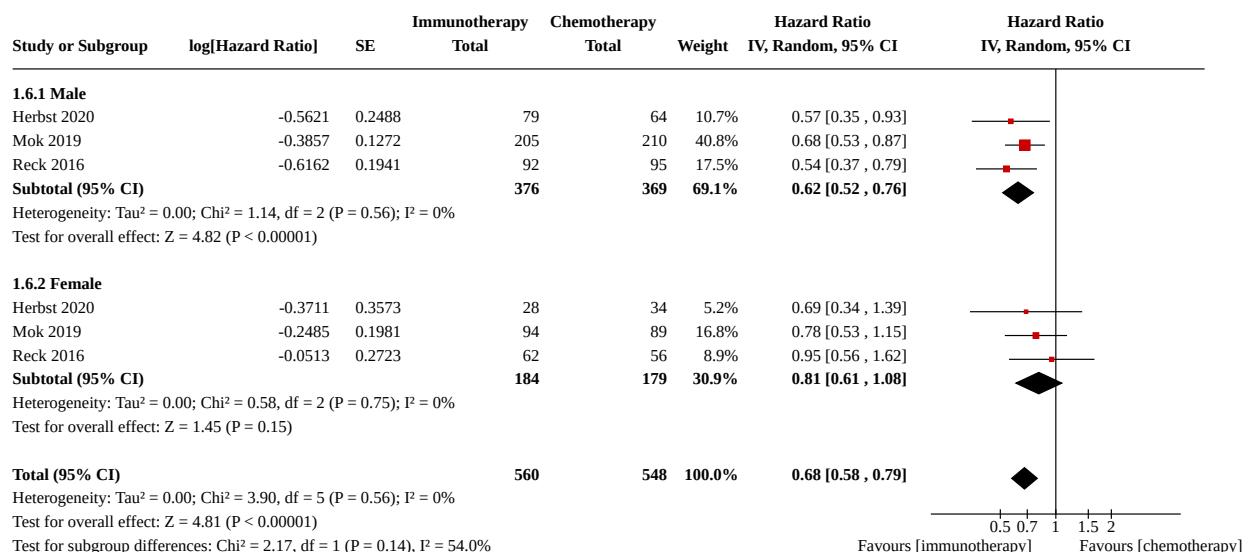 Immunotherapy Chemotherapy Hazard Ratio Hazard Ratio
Study or Subgroup log[Hazard Ratio] SE Total Total Weight IV, Random, 95% CI IV, Random, 95% CI
1.6.1 Male
Herbst 2020 -0.5621 0.2488 79 64 10.7% 0.57 [0.35 , 0.93]
Mok 2019 -0.3857 0.1272 205 210 40.8% 0.68 [0.53 , 0.87]
Reck 2016 -0.6162 0.1941 92 95 17.5% 0.54 [0.37 , 0.79]
Subtotal (95% CI) 376 369 69.1% 0.62 [0.52 , 0.76]
Heterogeneity: Tau² = 0.00; Chi² = 1.14, df = 2 (P = 0.56); I² = 0%
Test for overall effect: Z = 4.82 (P < 0.00001)
1.6.2 Female
Herbst 2020 -0.3711 0.3573 28 34 5.2% 0.69 [0.34 , 1.39]
Mok 2019 -0.2485 0.1981 94 89 16.8% 0.78 [0.53 , 1.15]
Reck 2016 -0.0513 0.2723 62 56 8.9% 0.95 [0.56 , 1.62]
Subtotal (95% CI) 184 179 30.9% 0.81 [0.61 , 1.08]
Heterogeneity: Tau² = 0.00; Chi² = 0.58, df = 2 (P = 0.75); I² = 0%
Test for overall effect: Z = 1.45 (P = 0.15)
Total (95% CI) 560 548 100.0% 0.68 [0.58 , 0.79]
Heterogeneity: Tau² = 0.00; Chi² = 3.90, df = 5 (P = 0.56); I² = 0%
Test for overall effect: Z = 4.81 (P < 0.00001)
0.5 0.7 1 1.5 2
Test for subgroup differences: Chi² = 2.17, df = 1 (P = 0.14), I² = 54.0% Favours [immunotherapy] Favours [chemotherapy]